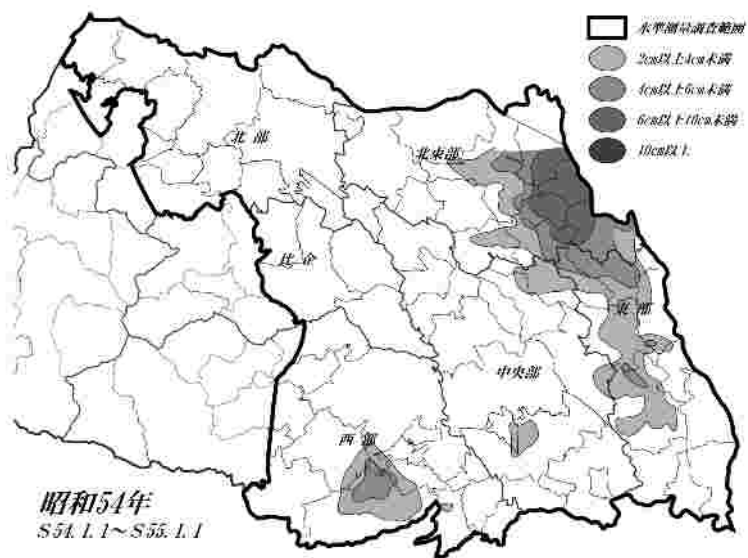 水準測量調査範囲
2cm以上4cm未満
4cm以上6cm未満
6cm以上10cm未満
10cm以上
北部
北東部
比企
東部
中央部
西部
昭和54年
S54.1.1～S55.1.1